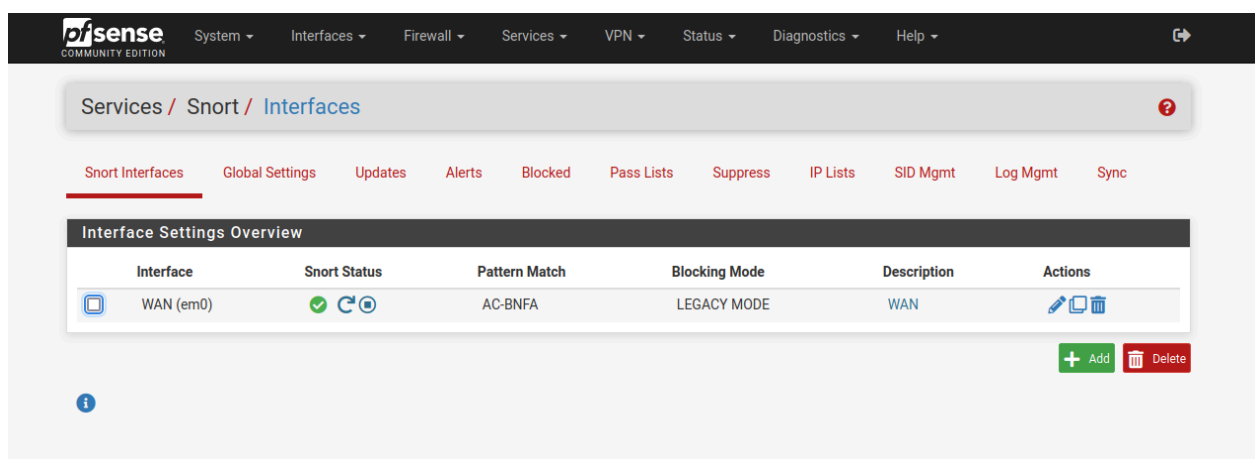 pfsense.
COMMUNITY EDITION
System Interfaces Firewall Services VPN Status Diagnostics Help
Services / Snort / Interfaces
Snort Interfaces Global Settings Updates Alerts Blocked Pass Lists Suppress IP Lists SID Mgmt Log Mgmt Sync
Interface Settings Overview
Interface Snort Status Pattern Match Blocking Mode Description Actions
WAN (em0) AC-BNFA LEGACY MODE WAN
Add Delete